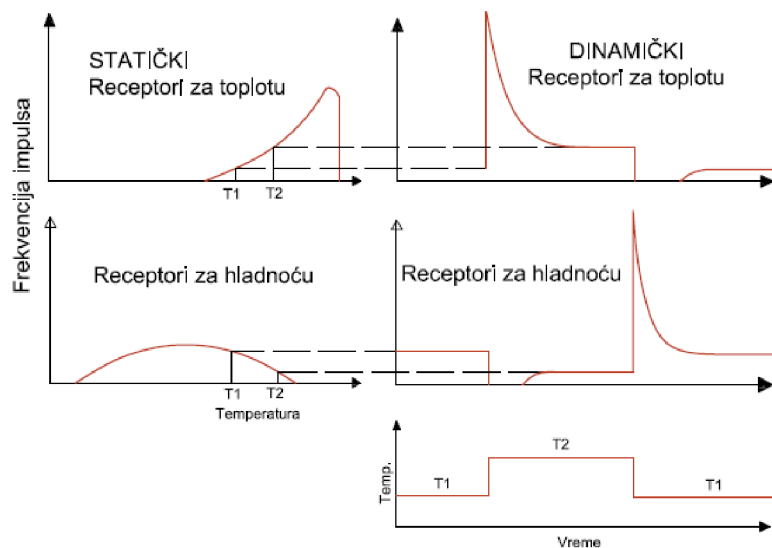 STATIČKI
Receptori za toplotu
DINAMIČKI
Receptori za toplotu
Frekvencija impulsa
T1 T2
Receptori za hladnoću
Receptori za hladnoću
T1 T2
Temperatura
Temp.
T1
T2
T1
Vreme